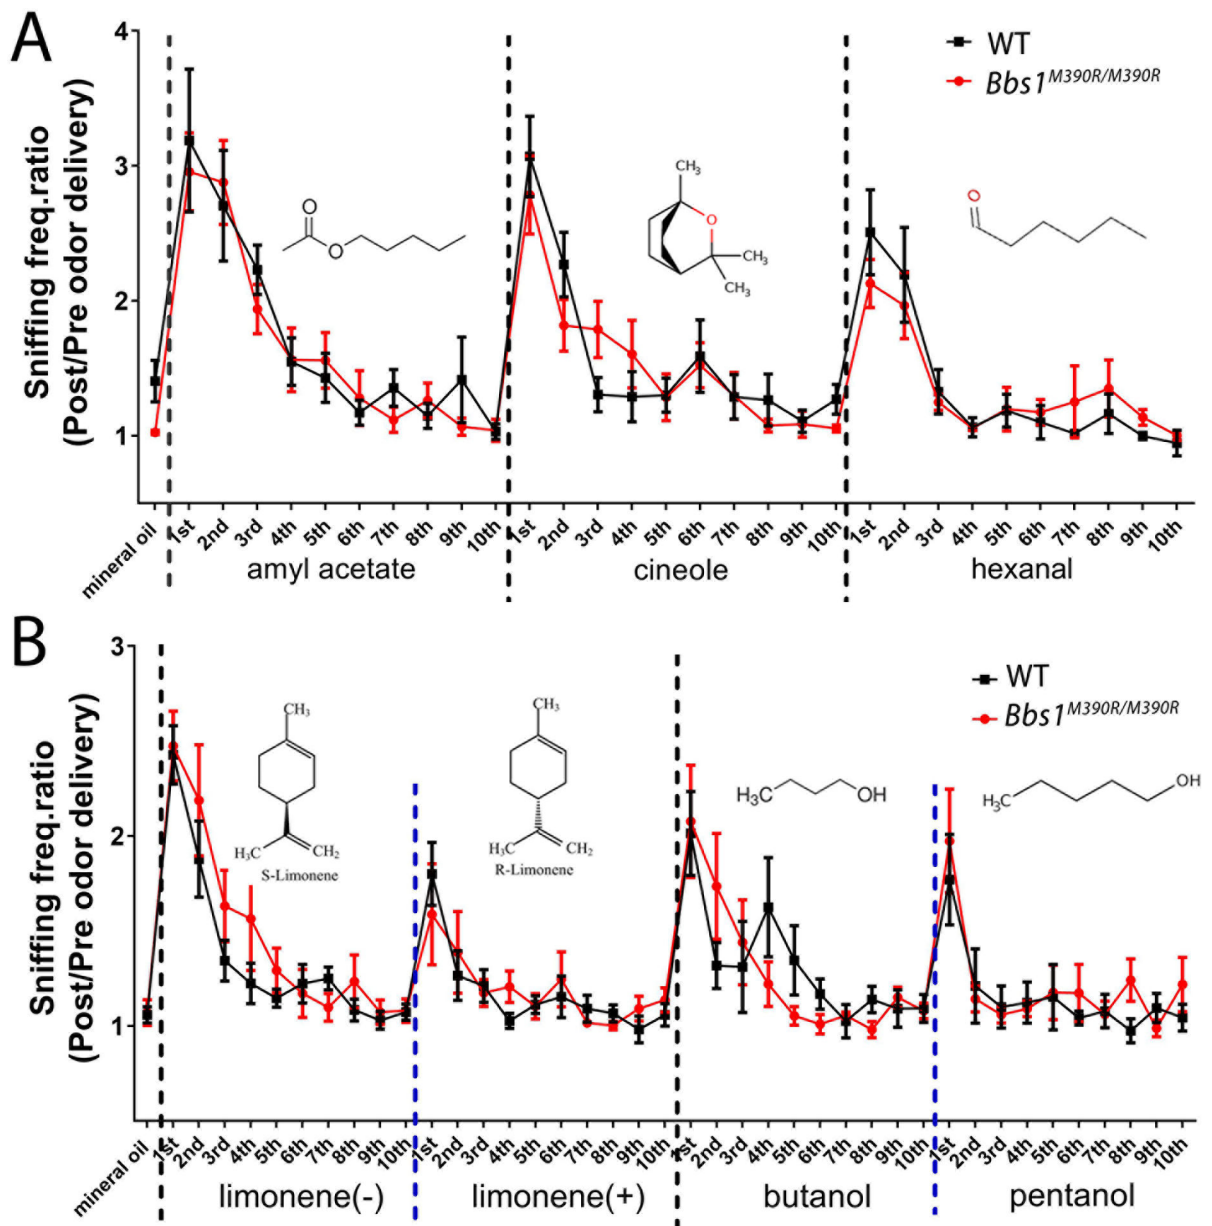 A
4
3
2
1
Sniffing freq.ratio
(Post/Pre odor delivery)
WT
Bbs1M390R/M390R
O
O
CH3
O
CH3
CH3
O
mineral oil
1st
2nd
3rd
4th
5th
6th
7th
8th
9th
10th
1st
2nd
3rd
4th
5th
6th
7th
8th
9th
10th
1st
2nd
3rd
4th
5th
6th
7th
8th
9th
10th
amyl acetate
cineole
hexanal
B
3
2
1
Sniffing freq.ratio
(Post/Pre odor delivery)
WT
Bbs1M390R/M390R
CH3
H3C
CH2
S-Limonene
CH3
H3C
CH2
R-Limonene
H3C
OH
H3C
OH
mineral oil
1st
2nd
3rd
4th
5th
6th
7th
8th
9th
10th
1st
2nd
3rd
4th
5th
6th
7th
8th
9th
10th
1st
2nd
3rd
4th
5th
6th
7th
8th
9th
10th
1st
2nd
3rd
4th
5th
6th
7th
8th
9th
10th
limonene(-)
limonene(+)
butanol
pentanol